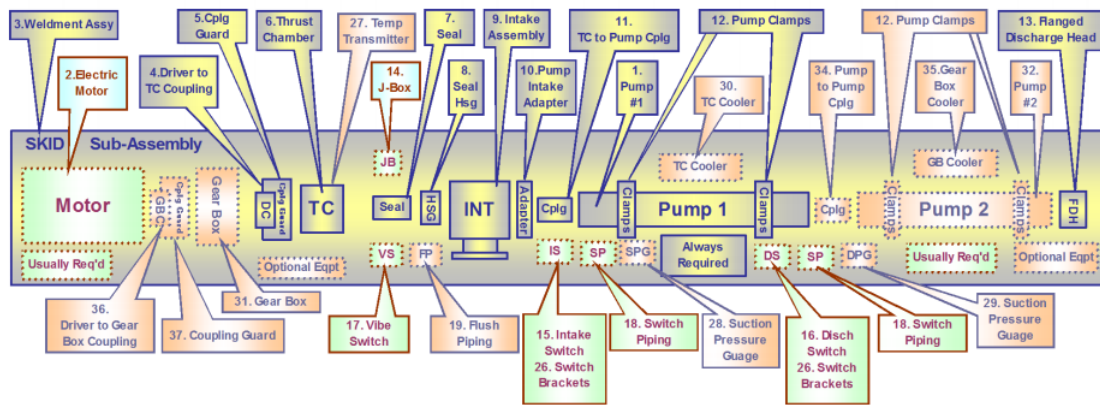 3.Weldment Assy
2.Electric
Motor
4.Driver to
TC Coupling
5.Cplg
Guard
6.Thrust
Chamber
27. Temp
Transmitter
14.
J-Box
7.
Seal
8.
Seal
Hsg
9. Intake
Assembly
10.Pump
Intake
Adapter
11.
TC to Pump Cplg
1.
Pump
#1
12. Pump Clamps
30.
TC Cooler
34. Pump
to Pump
Cplg
12. Pump Clamps
35.Gear
Box
Cooler
32.
Pump #2
13. Flanged
Discharge Head
SKID Sub-Assembly
JB
TC Cooler
GB Cooler
Motor
GBC
Cplg Guard
Gear Box
DC
Cplg Guard
TC
Seal
HSG
INT
Adapter
Cplg
Clamps
Pump 1
Clamps
Cplg
Clamps
Pump 2
Clamps
FDH
Usually Req'd
Optional Eqpt
VS
FP
IS
SP
SPG
Always
Required
DS
SP
DPG
Usually Req'd
Optional Eqpt
36.
Driver to Gear
Box Coupling
37. Coupling Guard
31. Gear Box
17. Vibe
Switch
19. Flush
Piping
15. Intake
Switch
26. Switch
Brackets
18. Switch
Piping
28. Suction
Pressure
Guage
16. Disch
Switch
26. Switch
Brackets
18. Switch
Piping
29. Suction
Pressure
Guage